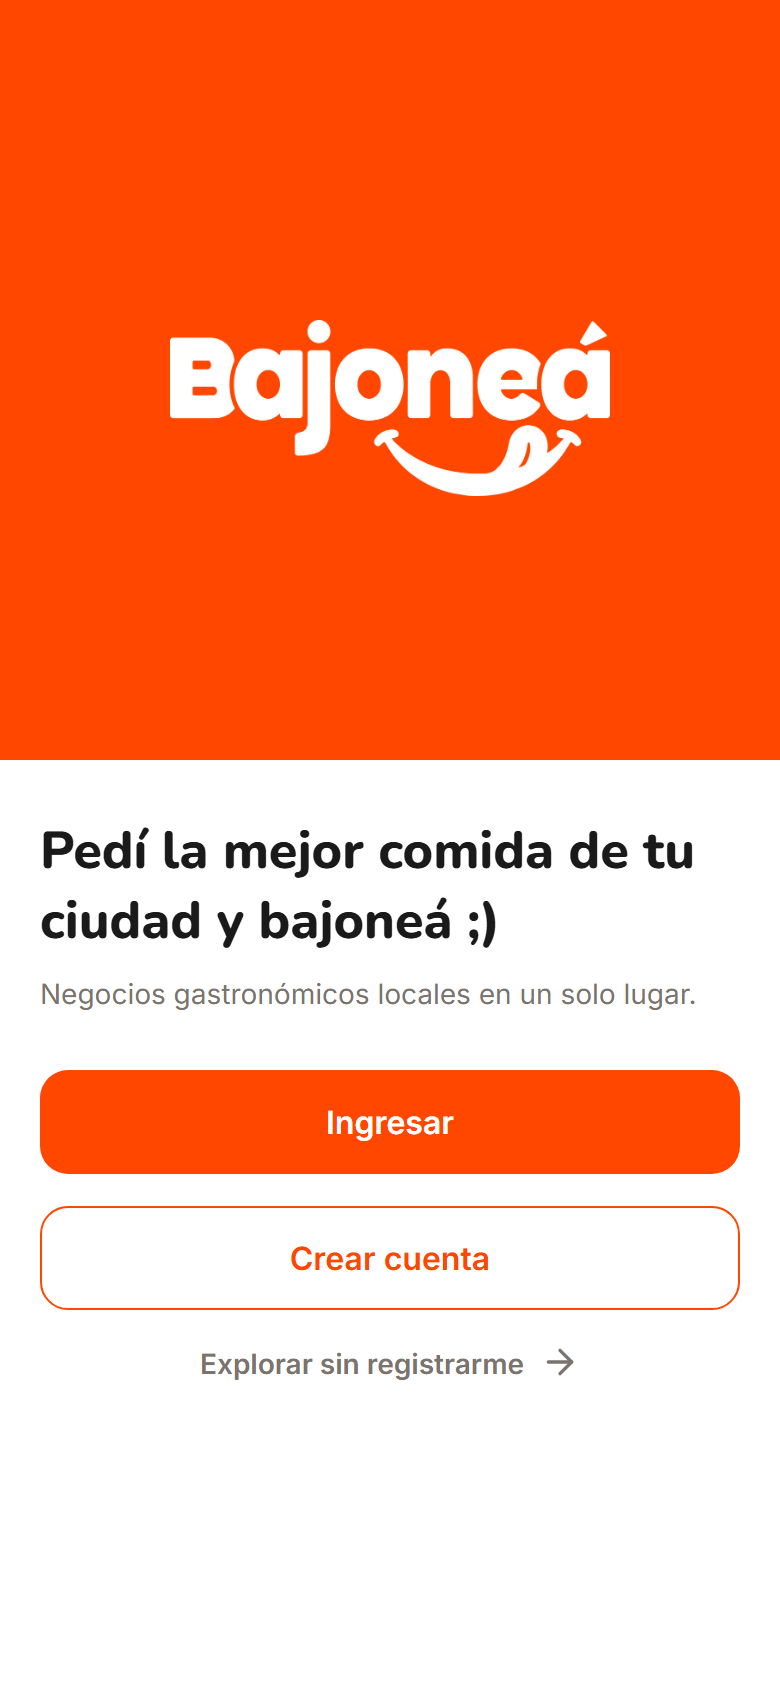 Bajoneá
Pedí la mejor comida de tu
ciudad y bajoneá ;)
Negocios gastronómicos locales en un solo lugar.
Ingresar
Crear cuenta
Explorar sin registrarme